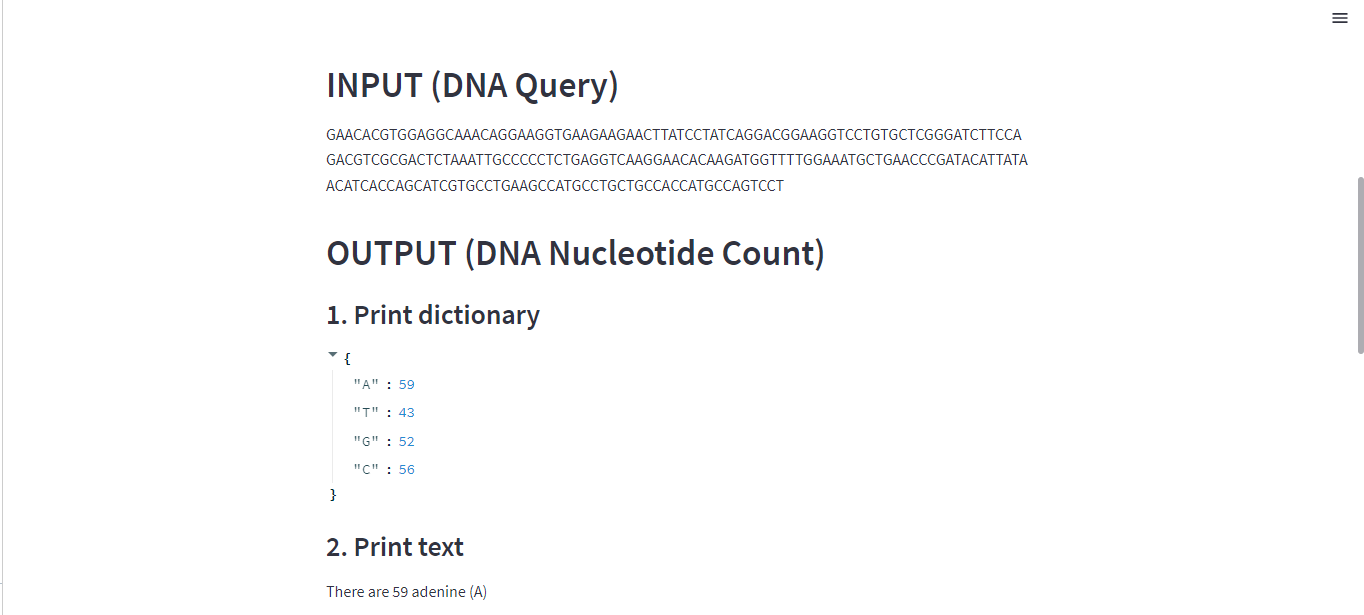 INPUT (DNA Query)
GAACACGTGGAGGCAAACAGGAAGGTGAAGAAGAACTTATCCTATCAGGACGGAAGGTCCTGTGCTCGGGATCTTCCA
GACGTCGCGACTCTAAATTGCCCCCTCTGAGGTCAAGGAACACAAGATGGTTTTGGAAATGCTGAACCCGATACATTATA
ACATCACCAGCATCGTGCCTGAAGCCATGCCTGCTGCCACCATGCCAGTCCT
OUTPUT (DNA Nucleotide Count)
1. Print dictionary
{
"A" : 59
"T" : 43
"G" : 52
"C" : 56
}
2. Print text
There are 59 adenine (A)